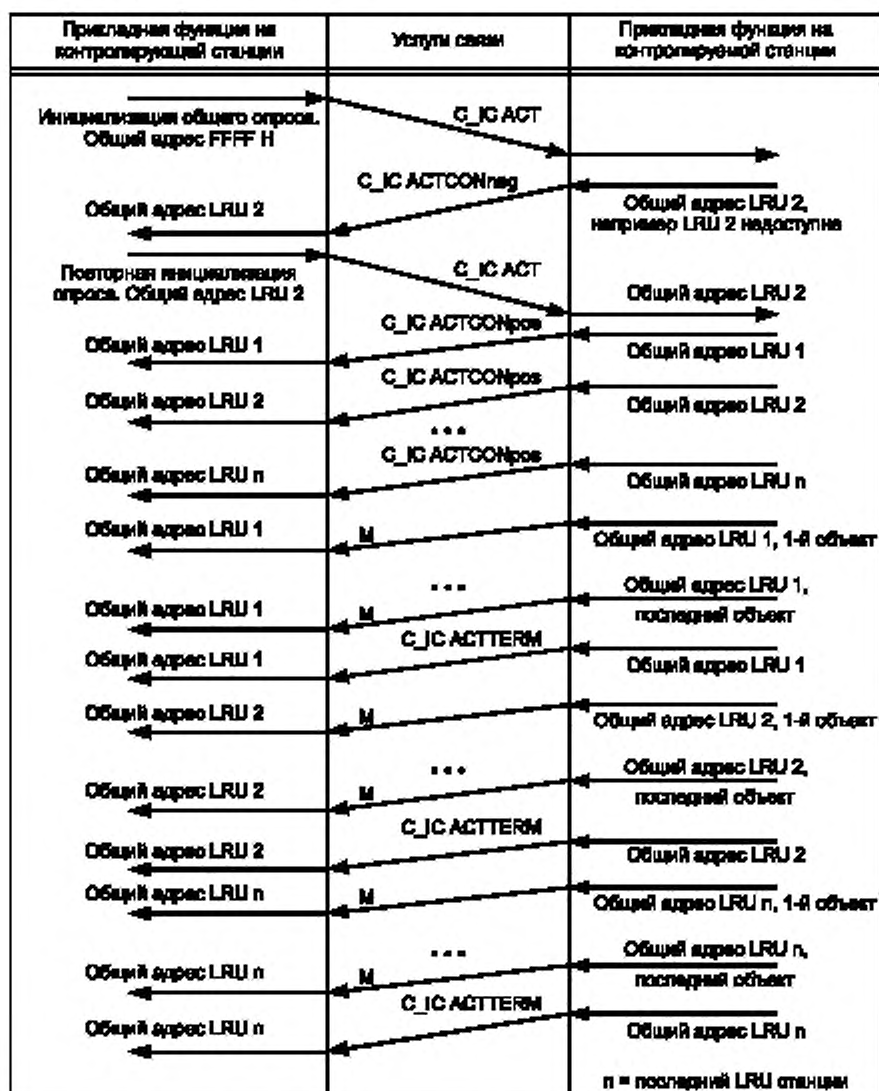 Прикладная функция на контролирующей станции
Услуги связи
Прикладная функция на контролируемой станции
Инициализация общего опроса.
Общий адрес FFFF H
C_IC ACT
C_IC ACTCONneg
Общий адрес LRU 2
Общий адрес LRU 2,
например LRU 2 недоступна
Повторная инициализация
опроса. Общий адрес LRU 2
C_IC ACT
Общий адрес LRU 2
C_IC ACTCONpos
Общий адрес LRU 1
Общий адрес LRU 1
C_IC ACTCONpos
Общий адрес LRU 2
Общий адрес LRU 2
• • •
C_IC ACTCONpos
Общий адрес LRU n
Общий адрес LRU n
Общий адрес LRU 1
M
Общий адрес LRU 1, 1-й объект
• • •
Общий адрес LRU 1
M
Общий адрес LRU 1,
последний объект
C_IC ACTTERM
Общий адрес LRU 1
Общий адрес LRU 1
Общий адрес LRU 2
M
Общий адрес LRU 2, 1-й объект
• • •
Общий адрес LRU 2
M
Общий адрес LRU 2,
последний объект
C_IC ACTTERM
Общий адрес LRU 2
Общий адрес LRU 2
Общий адрес LRU n
M
Общий адрес LRU n, 1-й объект
• • •
Общий адрес LRU n
M
Общий адрес LRU n,
последний объект
C_IC ACTTERM
Общий адрес LRU n
Общий адрес LRU n
n = последний LRU станции